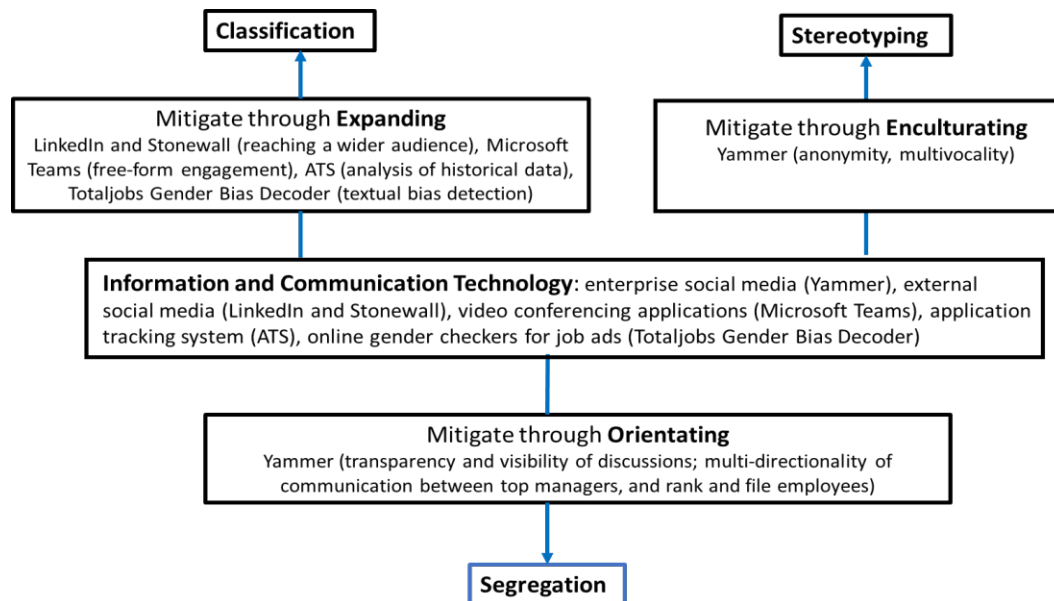 Classification
Stereotyping
Mitigate through Expanding
LinkedIn and Stonewall (reaching a wider audience), Microsoft
Teams (free-form engagement), ATS (analysis of historical data),
Totaljobs Gender Bias Decoder (textual bias detection)
Mitigate through Enculturating
Yammer (anonymity, multivocality)
Information and Communication Technology: enterprise social media (Yammer), external
social media (LinkedIn and Stonewall), video conferencing applications (Microsoft Teams), application
tracking system (ATS), online gender checkers for job ads (Totaljobs Gender Bias Decoder)
Mitigate through Orientating
Yammer (transparency and visibility of discussions; multi-directionality of
communication between top managers, and rank and file employees)
Segregation